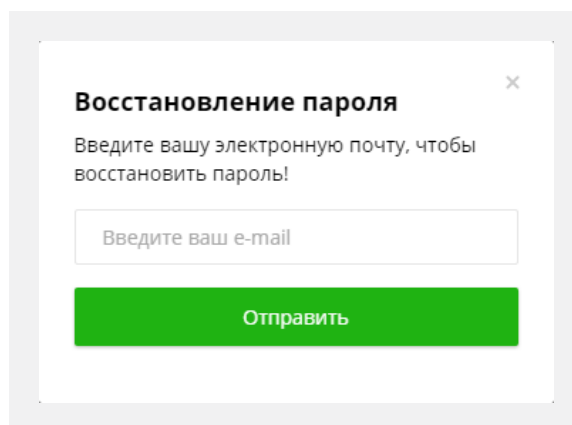 Восстановление пароля
Введите вашу электронную почту, чтобы
восстановить пароль!
Введите ваш e-mail
Отправить